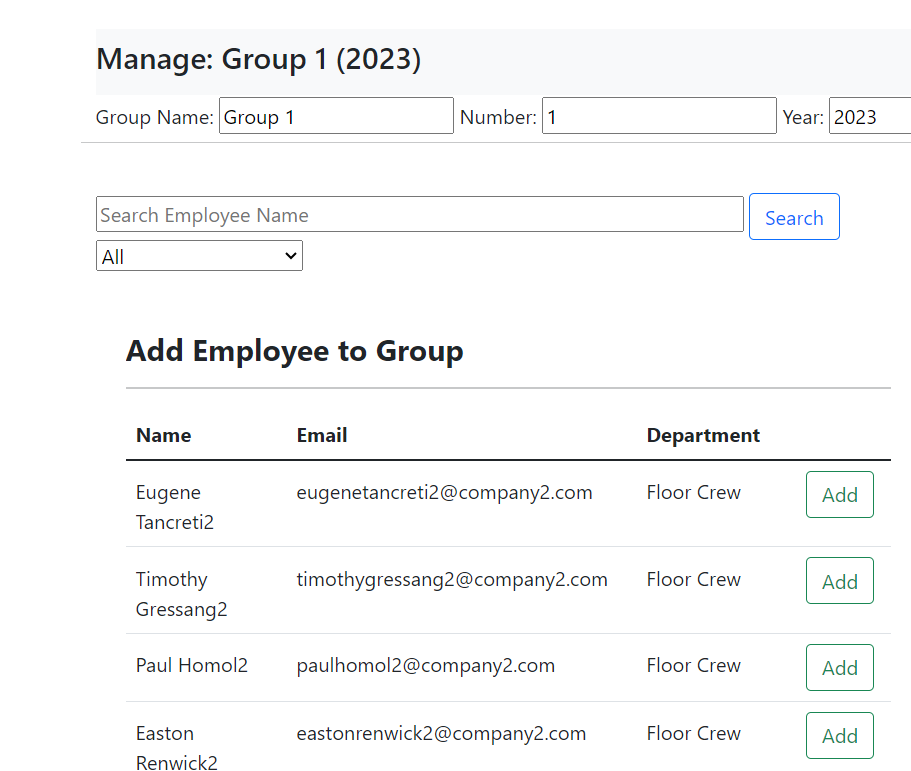 Manage: Group 1 (2023)
Group Name: Group 1 Number: 1 Year: 2023
Search Employee Name Search
All
Add Employee to Group
Name Email Department
Eugene Tancreti2 eugenetancreti2@company2.com Floor Crew Add
Timothy Gressang2 timothygressang2@company2.com Floor Crew Add
Paul Homol2 paulhomol2@company2.com Floor Crew Add
Easton Renwick2 eastonrenwick2@company2.com Floor Crew Add